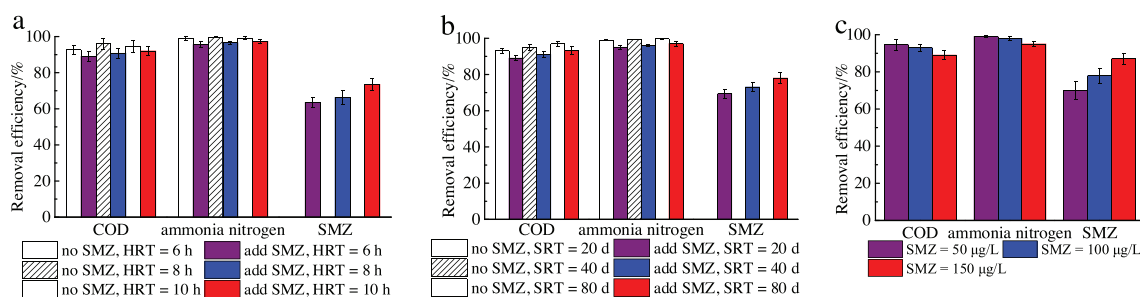 a
Removal efficiency/%
100
80
60
40
20
0
COD ammonia nitrogen SMZ
no SMZ, HRT = 6 h add SMZ, HRT = 6 h
no SMZ, HRT = 8 h add SMZ, HRT = 8 h
no SMZ, HRT = 10 h add SMZ, HRT = 10 h
b
Removal efficiency/%
100
80
60
40
20
0
COD ammonia nitrogen SMZ
no SMZ, SRT = 20 d add SMZ, SRT = 20 d
no SMZ, SRT = 40 d add SMZ, SRT = 40 d
no SMZ, SRT = 80 d add SMZ, SRT = 80 d
c
Removal efficiency/%
100
80
60
40
20
0
COD ammonia nitrogen SMZ
SMZ = 50 μg/L SMZ = 100 μg/L
SMZ = 150 μg/L